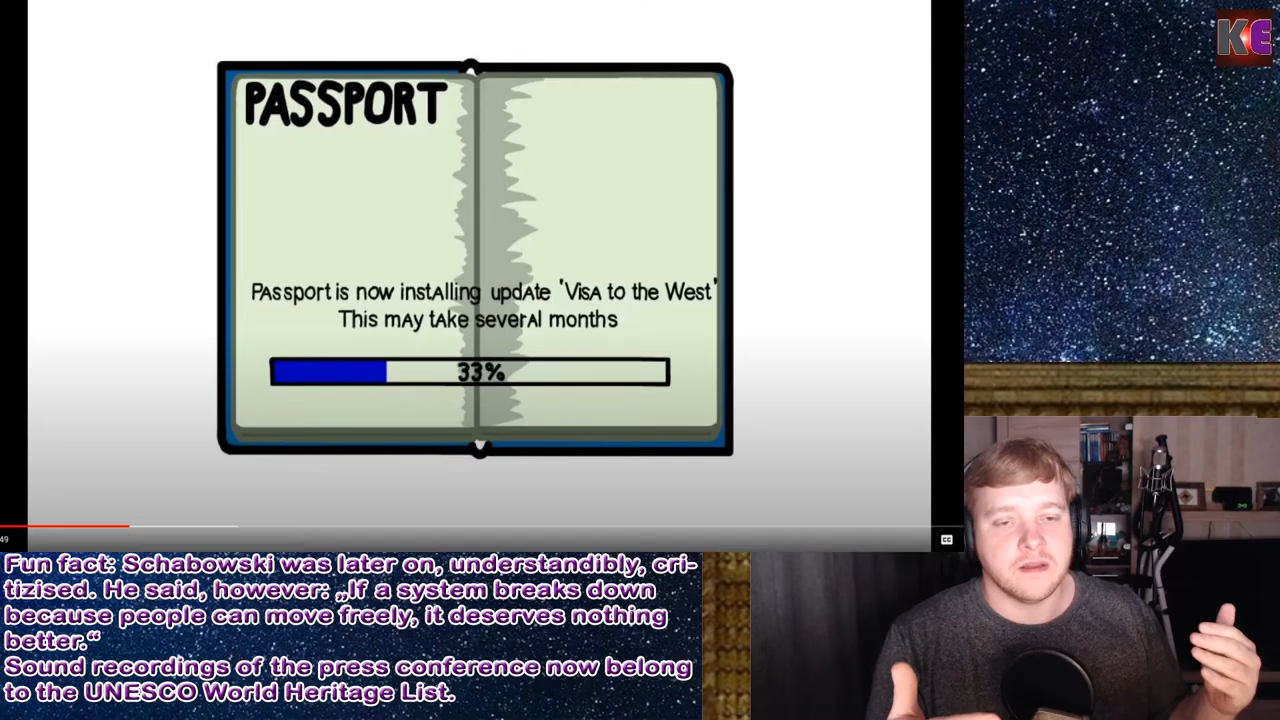 KE
PASSPORT
Passport is now installing update 'Visa to the West'
This may take several months
33%
49
CC
Fun fact: Schabowski was later on, understandibly, cri-
tizised. He said, however: „If a system breaks down
because people can move freely, it deserves nothing
better.“
Sound recordings of the press conference now belong
to the UNESCO World Heritage List.